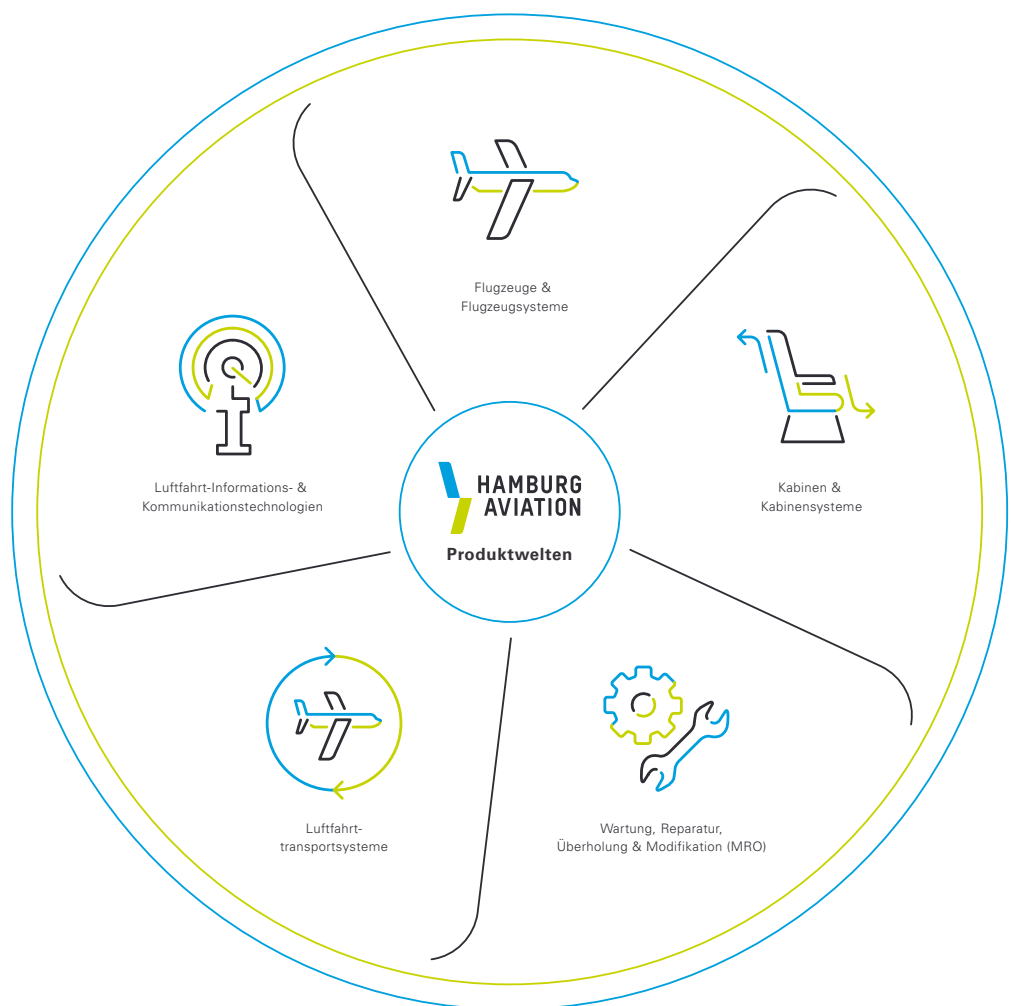 Flugzeuge &
Flugzeugsysteme
Kabinen &
Kabinensysteme
Luftfahrt-Informations- &
Kommunikationstechnologien
HAMBURG
AVIATION
Produktwelten
Luftfahrt-
transportsysteme
Wartung, Reparatur,
Überholung & Modifikation (MRO)